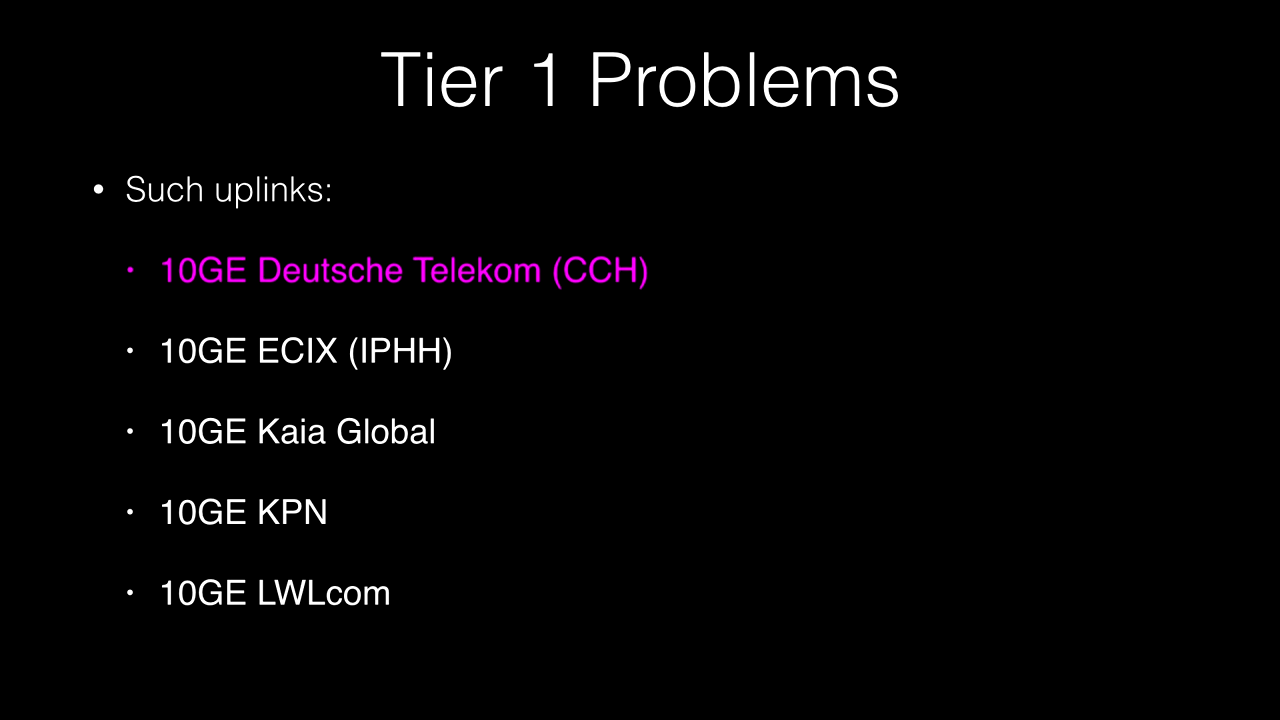 Tier 1 Problems
• Such uplinks:
• 10GE Deutsche Telekom (CCH)
• 10GE ECIX (IPHH)
• 10GE Kaia Global
• 10GE KPN
• 10GE LWLcom